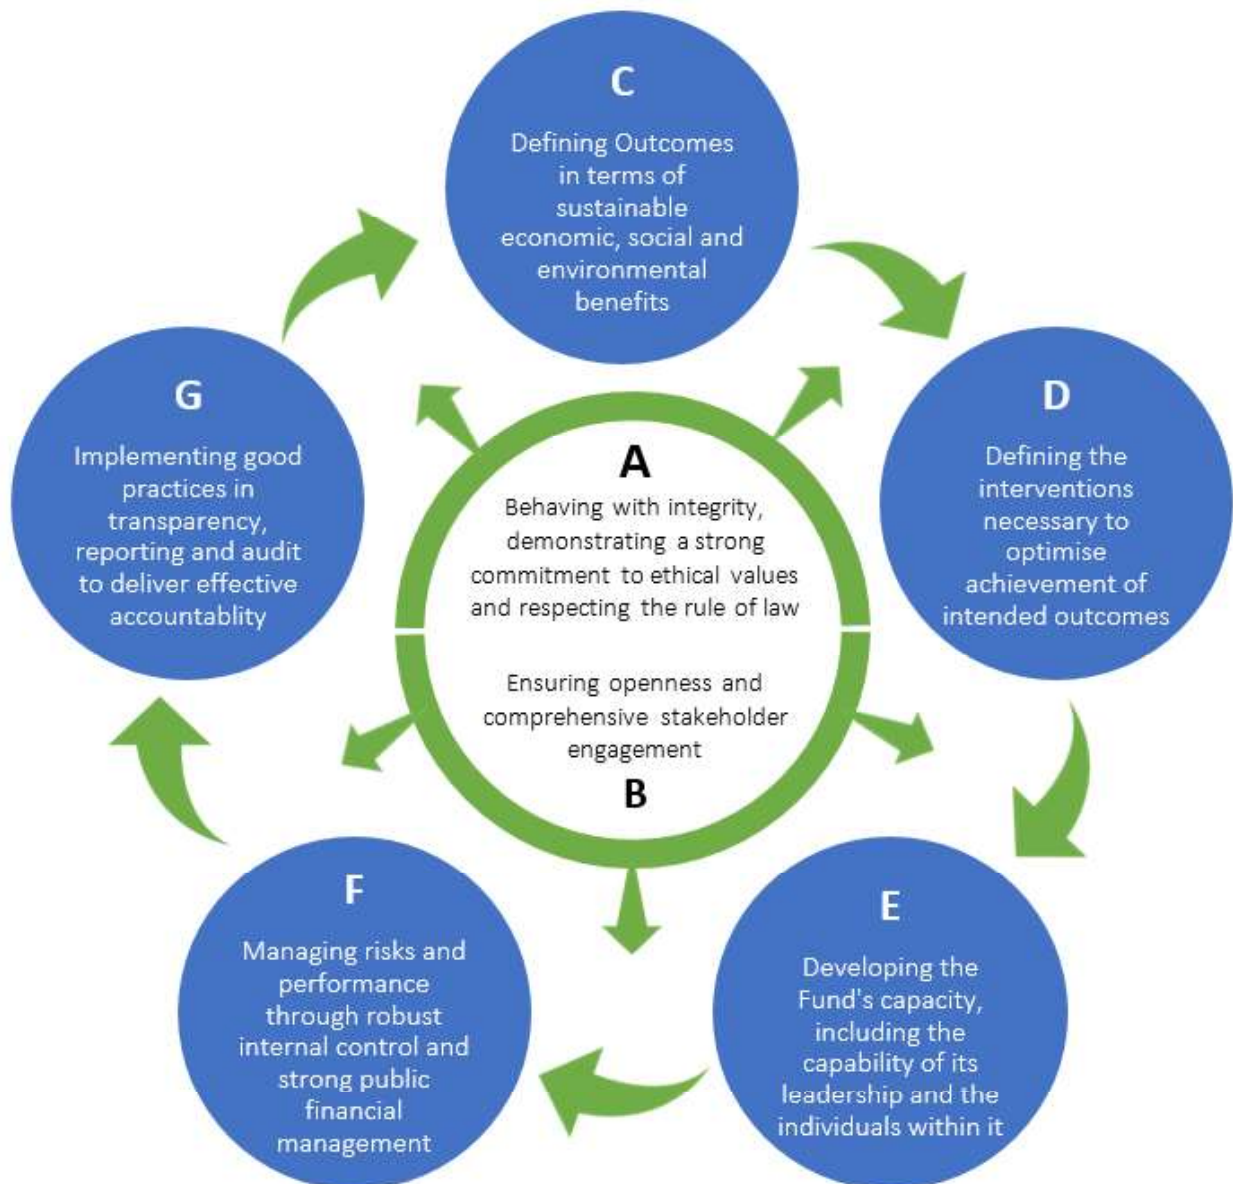 C
Defining Outcomes
in terms of
sustainable
economic, social and
environmental
benefits
G
Implementing good
practices in
transparency,
reporting and audit
to deliver effective
accountablity
A
Behaving with integrity,
demonstrating a strong
commitment to ethical values
and respecting the rule of law
Ensuring openness and
comprehensive stakeholder
engagement
B
D
Defining the
interventions
necessary to
optimise
achievement of
intended outcomes
F
Managing risks and
performance
through robust
internal control and
strong public
financial
management
E
Developing the
Fund's capacity,
including the
capability of its
leadership and the
individuals within it